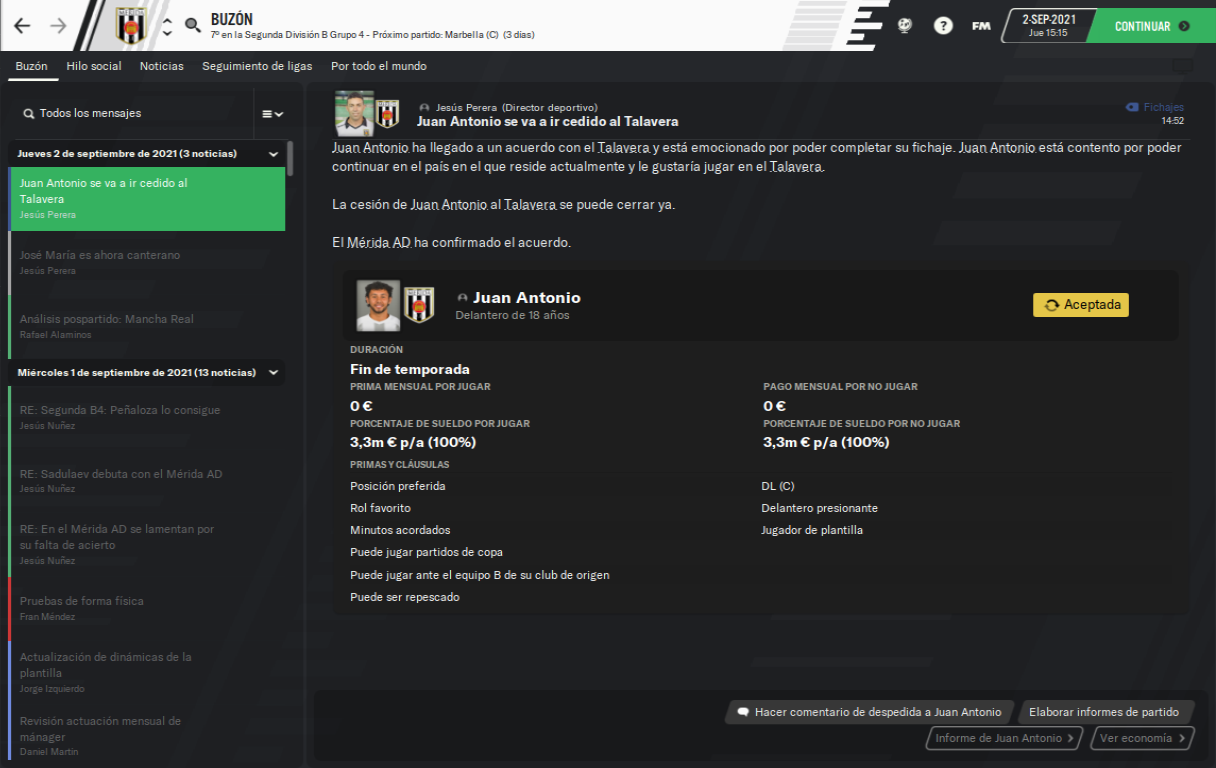 BUZÓN
7º en la Segunda División B Grupo 4 - Próximo partido: Marbella (C) (3 días)
?
FM
2-SEP-2021
Jue 15:15
CONTINUAR
Buzón Hilo social Noticias Seguimiento de ligas Por todo el mundo
Todos los mensajes
Jueves 2 de septiembre de 2021 (3 noticias)
Juan Antonio se va a ir cedido al
Talavera
Jesús Perera
José María es ahora canterano
Jesús Perera
Análisis pospartido: Mancha Real
Rafael Alaminos
Miércoles 1 de septiembre de 2021 (13 noticias)
RE: Segunda B4: Peñaloza lo consigue
Jesús Nuñez
RE: Sadulaev debuta con el Mérida AD
Jesús Nuñez
RE: En el Mérida AD se lamentan por
su falta de acierto
Jesús Nuñez
Pruebas de forma física
Fran Méndez
Actualización de dinámicas de la
plantilla
Jorge Izquierdo
Revisión actuación mensual de
mánager
Daniel Martín
Jesús Perera (Director deportivo)
Juan Antonio se va a ir cedido al Talavera
Fichajes
14:52
Juan Antonio ha llegado a un acuerdo con el Talavera y está emocionado por poder completar su fichaje. Juan Antonio está contento por poder
continuar en el país en el que reside actualmente y le gustaría jugar en el Talavera.
La cesión de Juan Antonio al Talavera se puede cerrar ya.
El Mérida AD ha confirmado el acuerdo.
Juan Antonio
Delantero de 18 años
Aceptada
DURACIÓN
Fin de temporada
PRIMA MENSUAL POR JUGAR PAGO MENSUAL POR NO JUGAR
0 € 0 €
PORCENTAJE DE SUELDO POR JUGAR PORCENTAJE DE SUELDO POR NO JUGAR
3,3m € p/a (100%) 3,3m € p/a (100%)
PRIMAS Y CLÁUSULAS
Posición preferida DL (C)
Rol favorito Delantero presionante
Minutos acordados Jugador de plantilla
Puede jugar partidos de copa
Puede jugar ante el equipo B de su club de origen
Puede ser repescado
Hacer comentario de despedida a Juan Antonio Elaborar informes de partido
Informe de Juan Antonio Ver economía